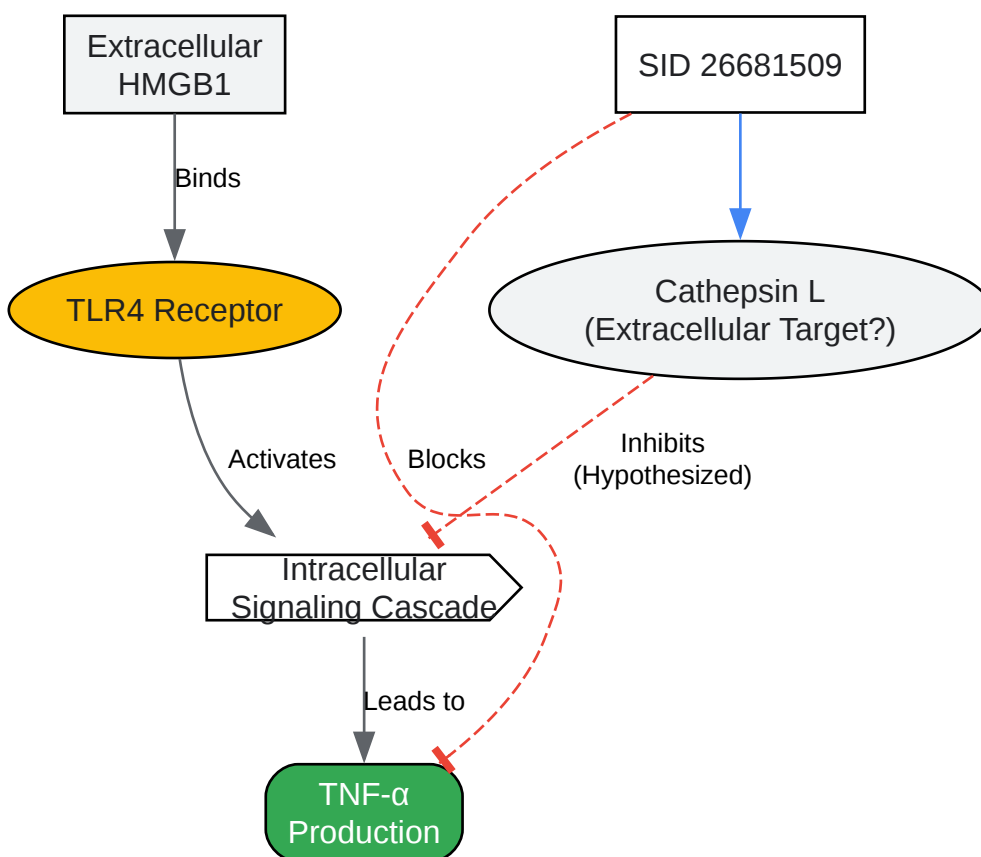 Extracellular
HMGB1
SID 26681509
Binds
TLR4 Receptor
Cathepsin L
(Extracellular Target?)
Activates
Blocks
Inhibits
(Hypothesized)
Intracellular
Signaling Cascade
Leads to
TNF-α
Production